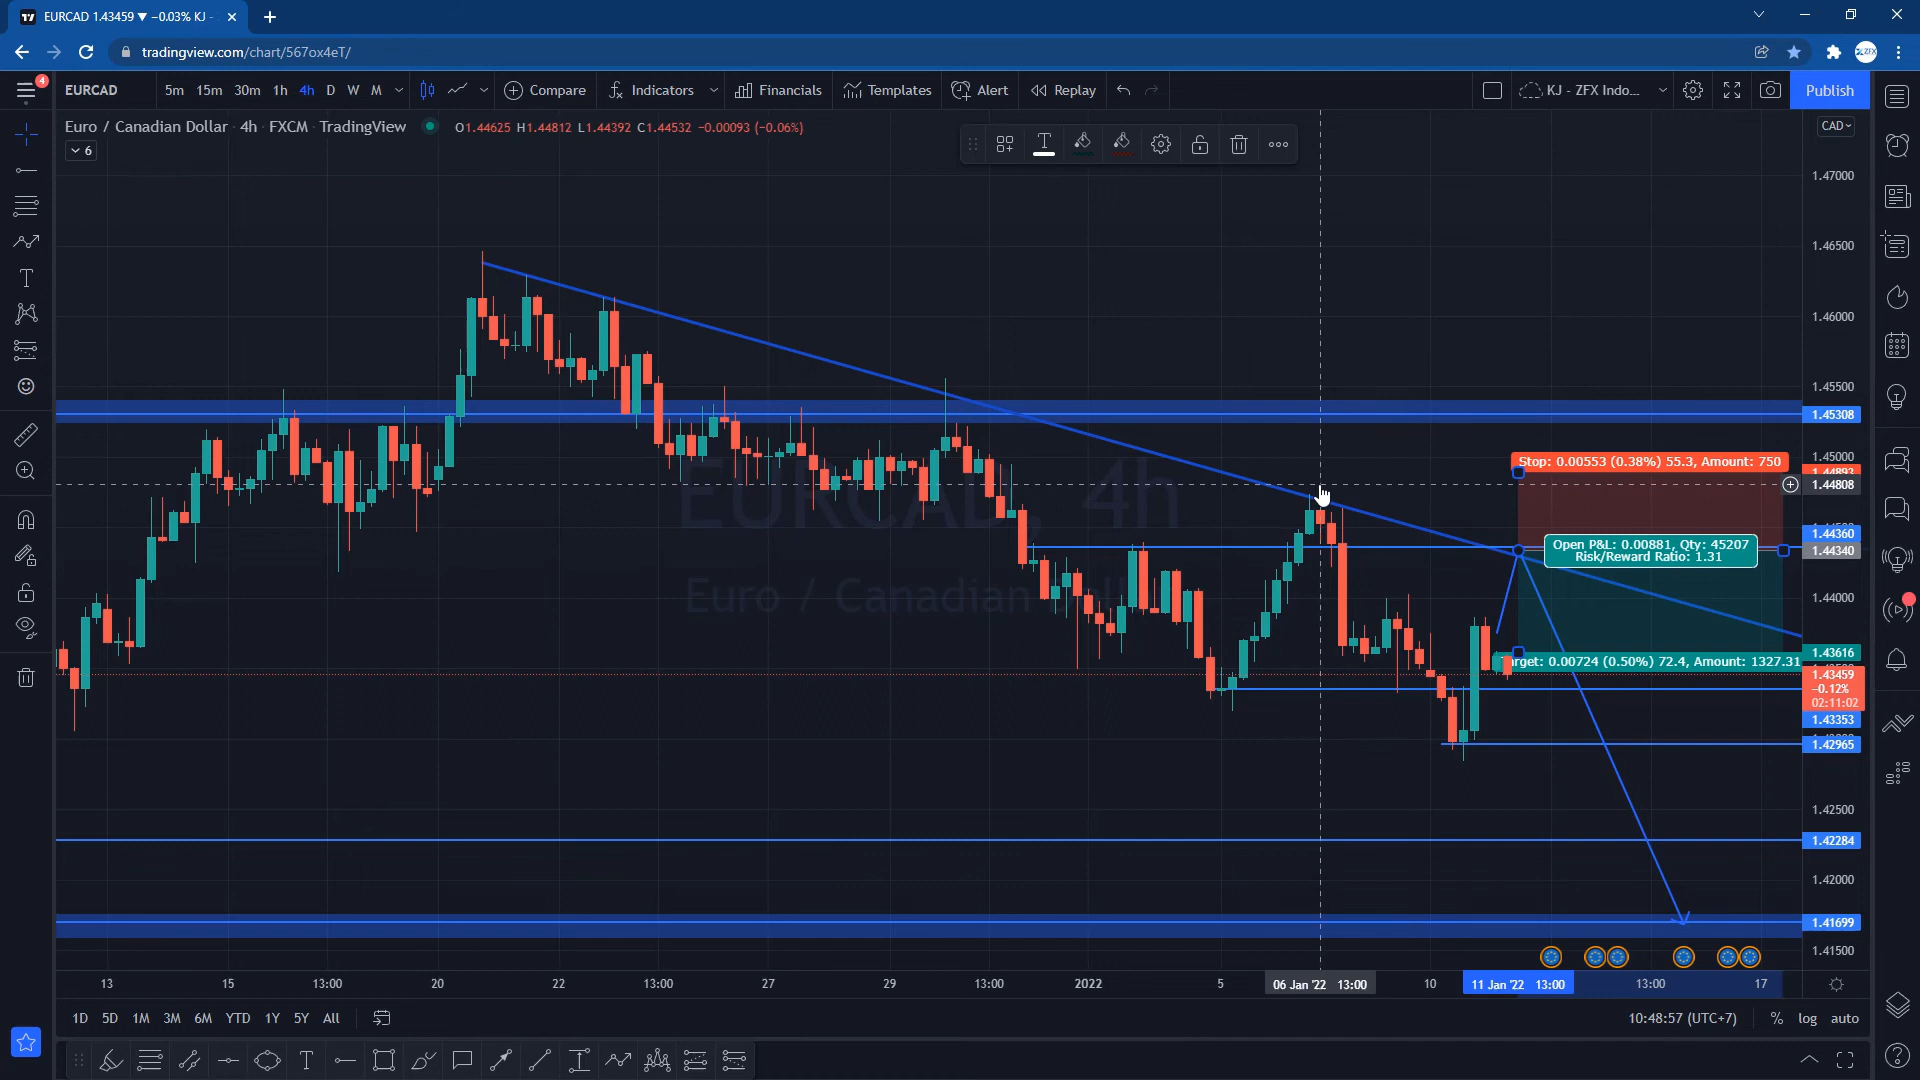 EURCAD 1.43459 ▼ −0.03% KJ -
tradingview.com/chart/567ox4eT/
4
EURCAD 5m 15m 30m 1h 4h D W M Compare Indicators Financials Templates Alert Replay KJ - ZFX Indo... Publish
Euro / Canadian Dollar · 4h · FXCM · TradingView O1.44625 H1.44812 L1.44392 C1.44532 −0.00093 (−0.06%)
CAD
6
1.47000
1.46500
1.46000
1.45500
1.45308
1.45000
Stop: 0.00553 (0.38%) 55.3, Amount: 750
1.44893
1.44808
EURCAD, 4h
1.44360
Open P&L: 0.00881, Qty: 45207
Risk/Reward Ratio: 1.31
1.44340
Euro / Canadian
1.44000
1.43616
Target: 0.00724 (0.50%) 72.4, Amount: 1327.31
1.43459
−0.12%
02:11:02
1.43353
1.42965
1.42500
1.42284
1.42000
1.41699
1.41500
13 15 13:00 20 22 13:00 27 29 13:00 2022 5 06 Jan '22 13:00 10 11 Jan '22 13:00 13:00 17
1D 5D 1M 3M 6M YTD 1Y 5Y All 10:48:57 (UTC+7) % log auto